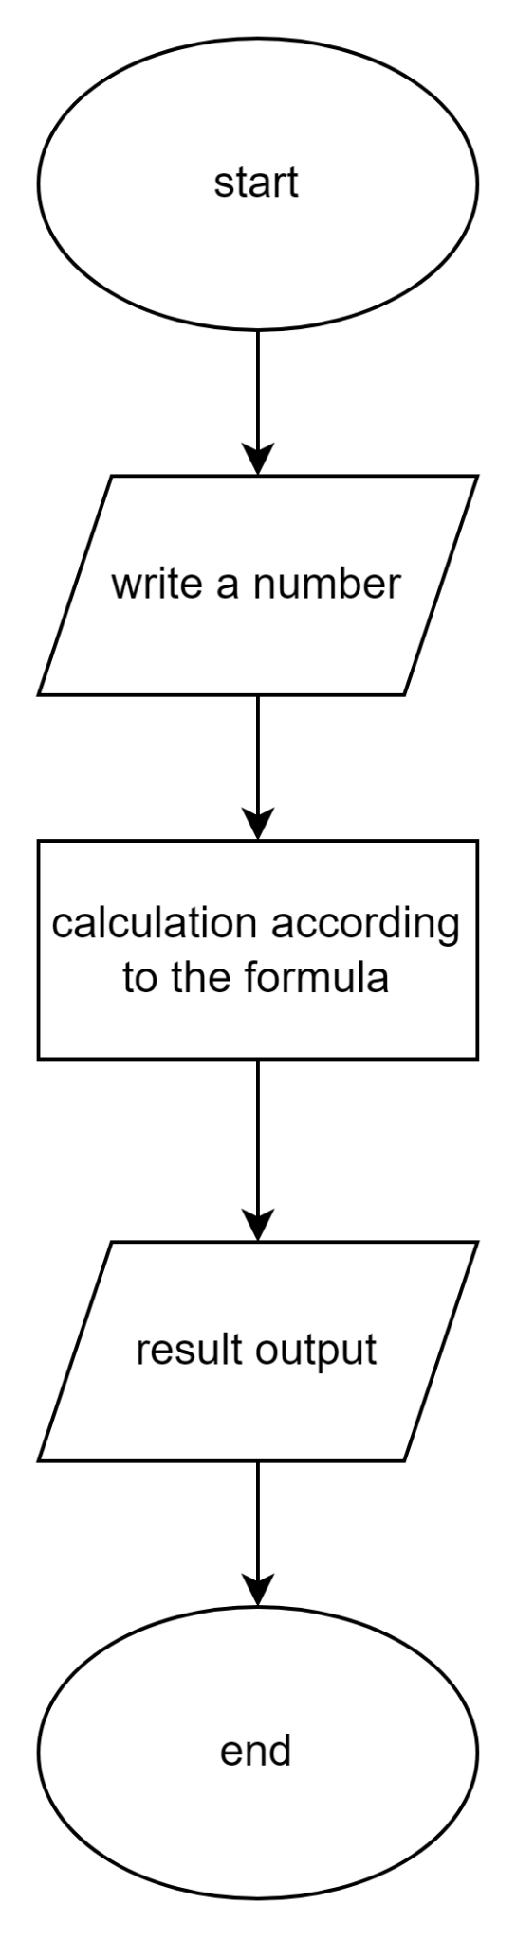 start
write a number
calculation according
to the formula
result output
end